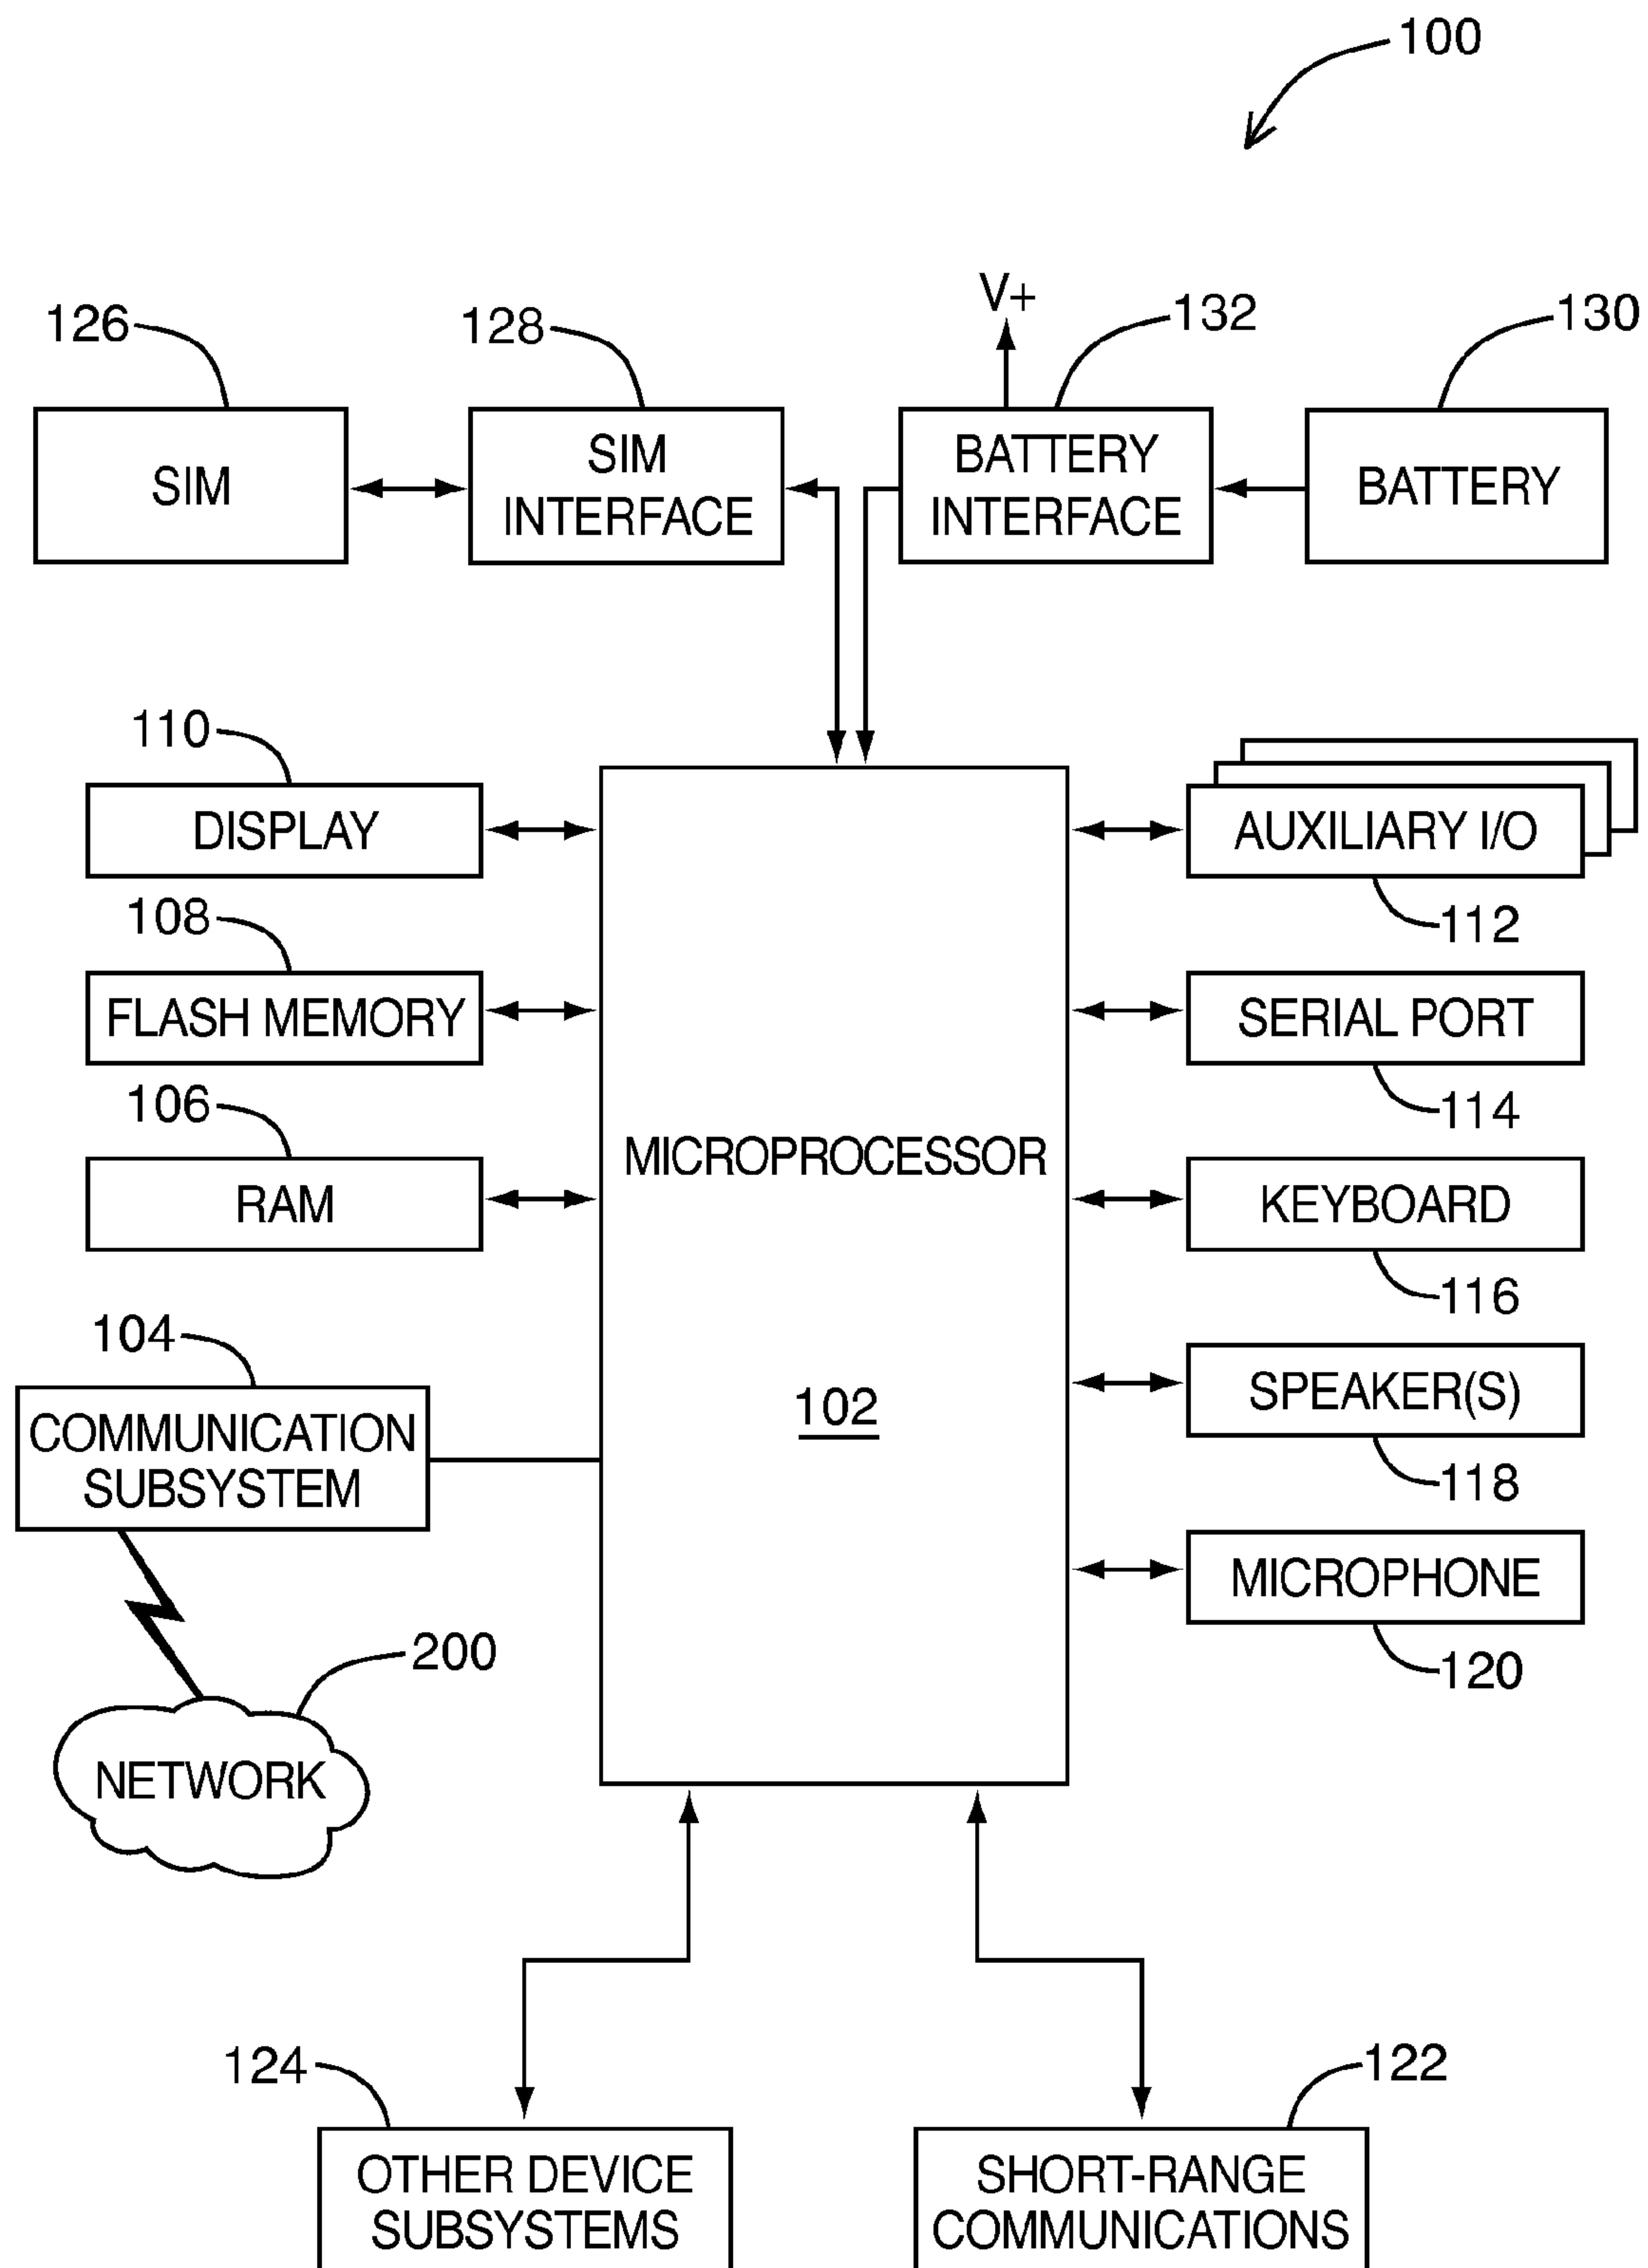 100
V+
126
128
132
130
SIM
SIM
INTERFACE
BATTERY
INTERFACE
BATTERY
110
DISPLAY
AUXILIARY I/O
112
108
FLASH MEMORY
SERIAL PORT
114
106
RAM
MICROPROCESSOR
102
KEYBOARD
116
104
COMMUNICATION
SUBSYSTEM
SPEAKER(S)
118
MICROPHONE
120
200
NETWORK
124
122
OTHER DEVICE
SUBSYSTEMS
SHORT-RANGE
COMMUNICATIONS